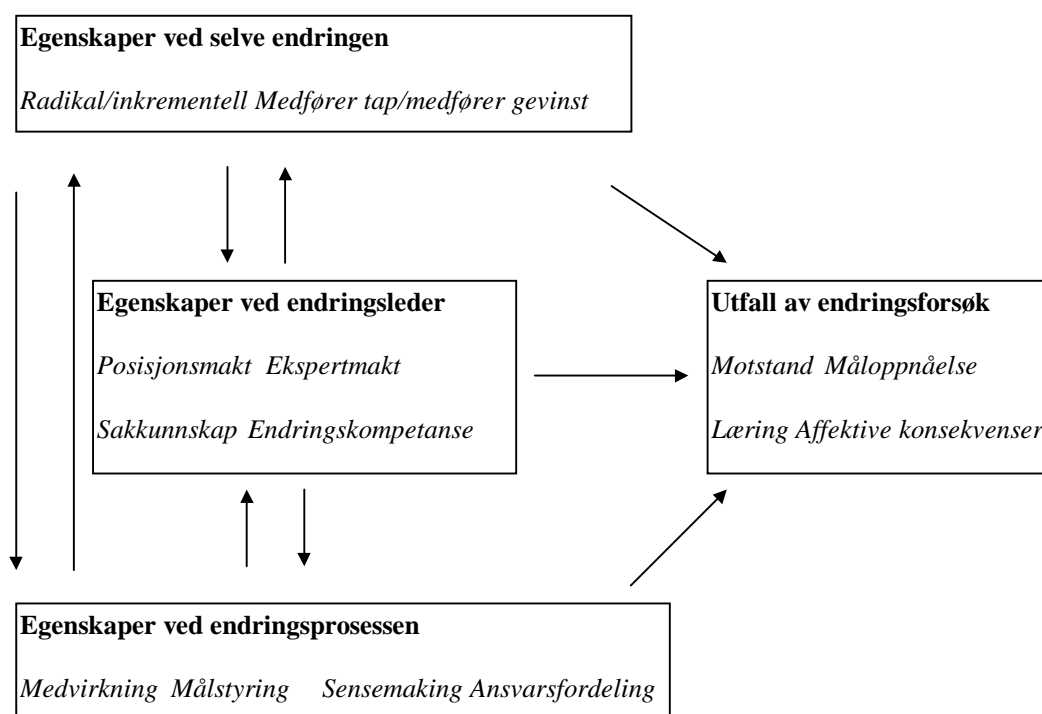 Egenskaper ved selve endringen
Radikal/inkrementell Medfører tap/medfører gevinst
Egenskaper ved endringsleder
Posisjonsmakt Ekspertmakt
Sakkunnskap Endringskompetanse
Utfall av endringsforsøk
Motstand Måloppnåelse
Læring Affektive konsekvenser
Egenskaper ved endringsprosessen
Medvirkning Målstyring Sensemaking Ansvarsfordeling